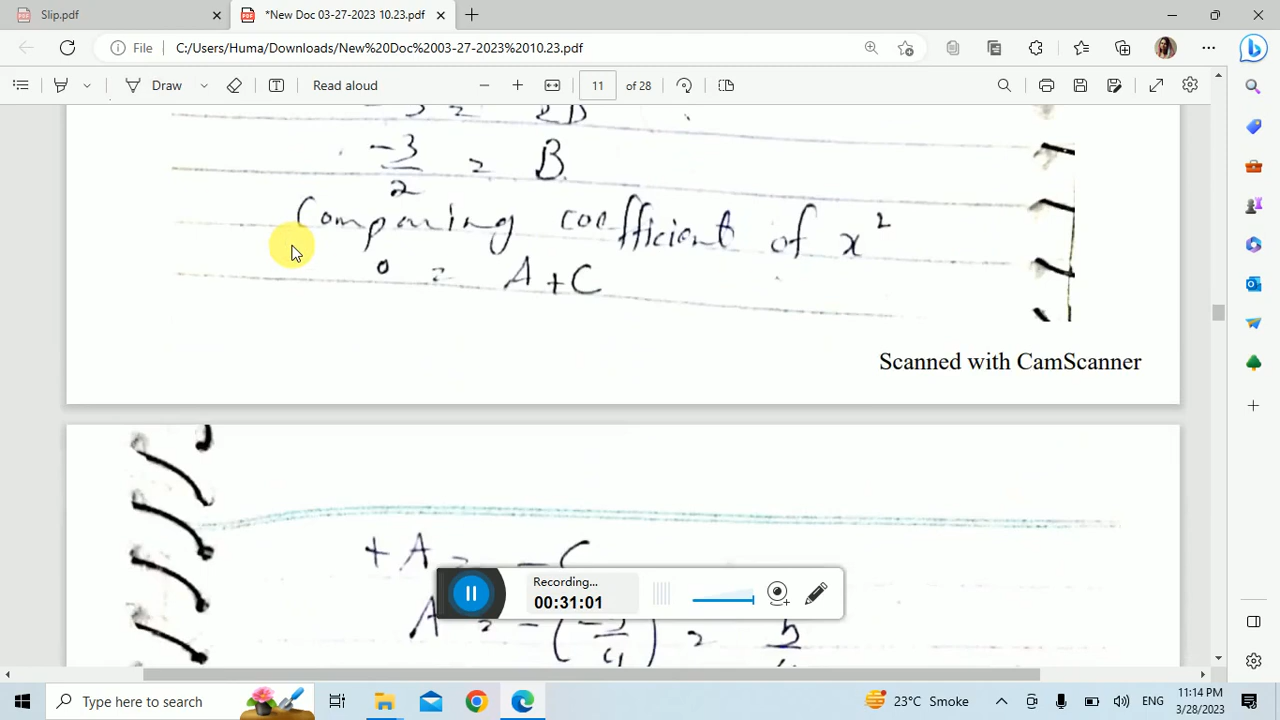 Slip.pdf
*New Doc 03-27-2023 10.23.pdf
File
C:/Users/Huma/Downloads/New%20Doc%2003-27-2023%2010.23.pdf
Draw
Read aloud
11 of 28
-3/2 = B
Comparing coefficient of x²
0 = A+C
Scanned with CamScanner
+A = -C
Recording...
00:31:01
Type here to search
23°C Smoke
ENG
11:14 PM
3/28/2023